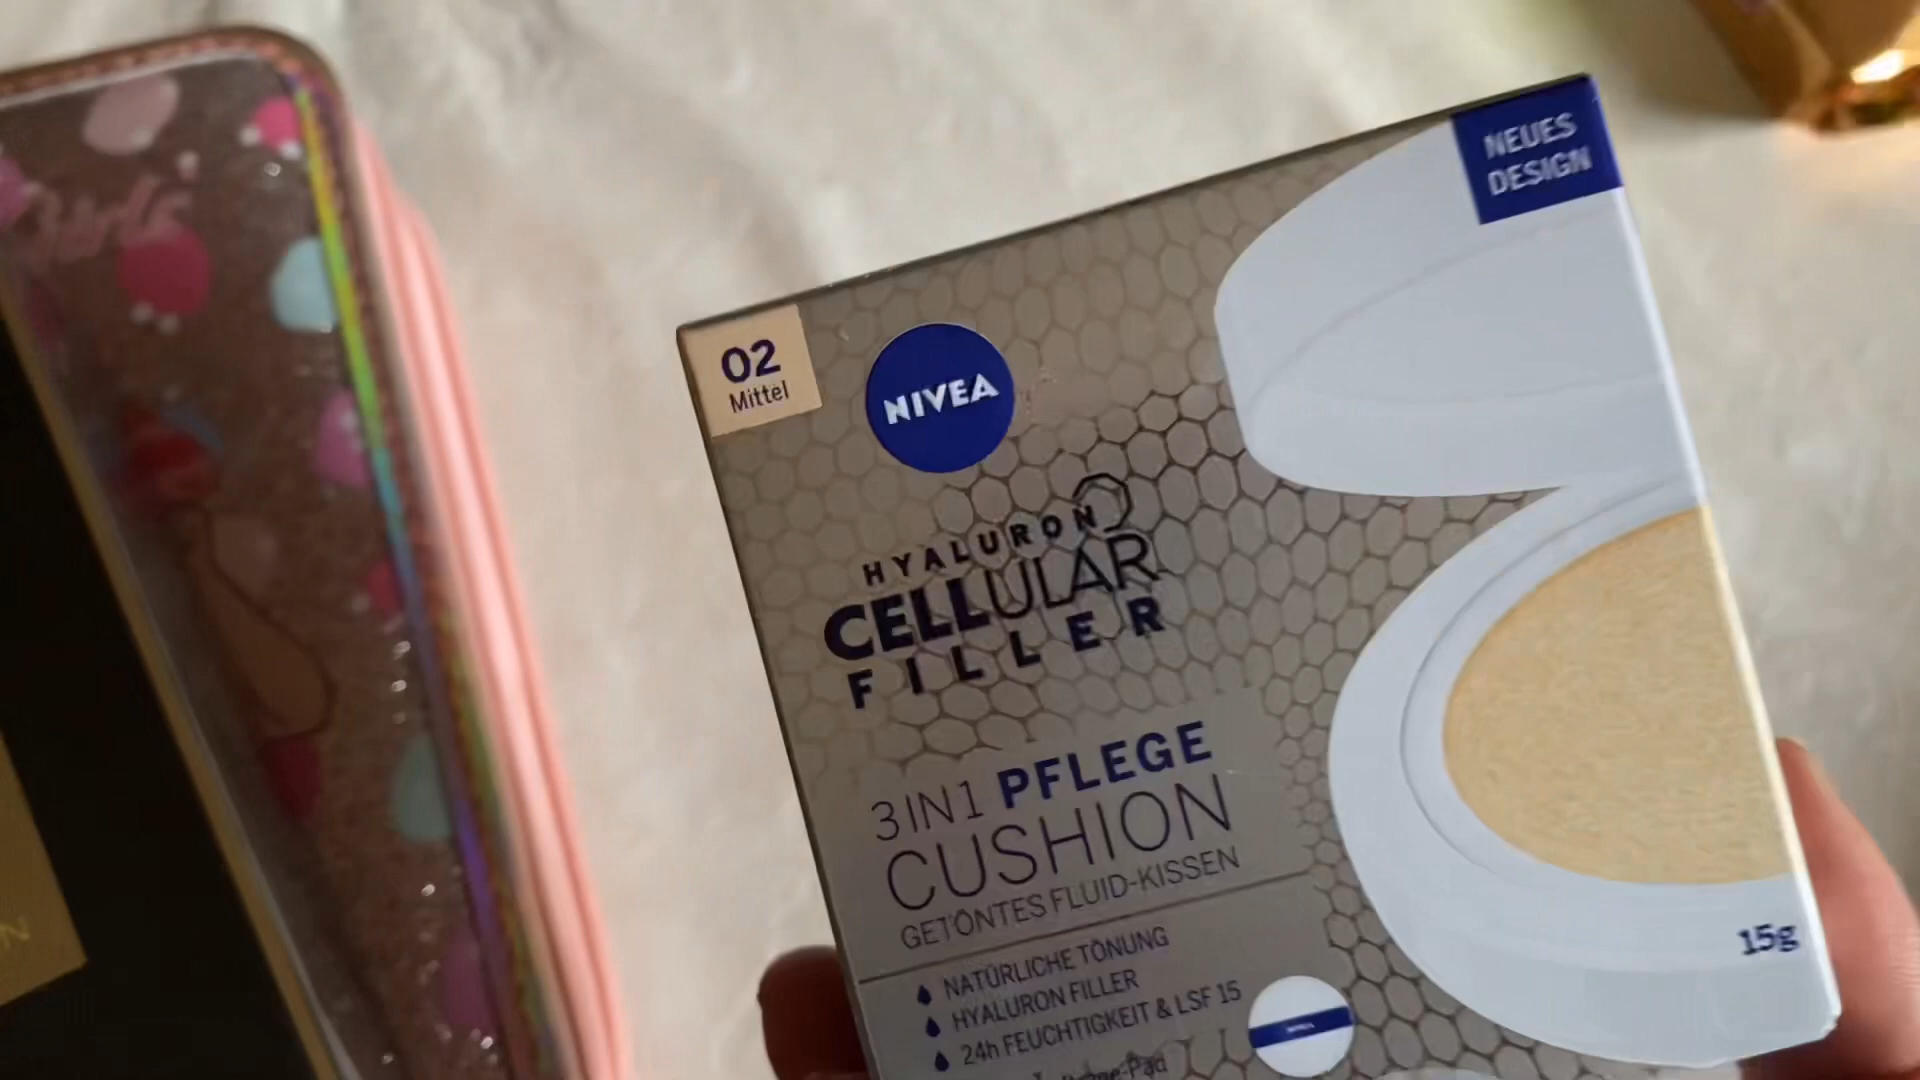 NEUES
DESIGN
02
Mittel
NIVEA
HYALURON
CELLULAR
FILLER
3IN1 PFLEGE
CUSHION
GETÖNTES FLUID-KISSEN
NATÜRLICHE TÖNUNG
HYALURON FILLER
24h FEUCHTIGKEIT & LSF 15
15g